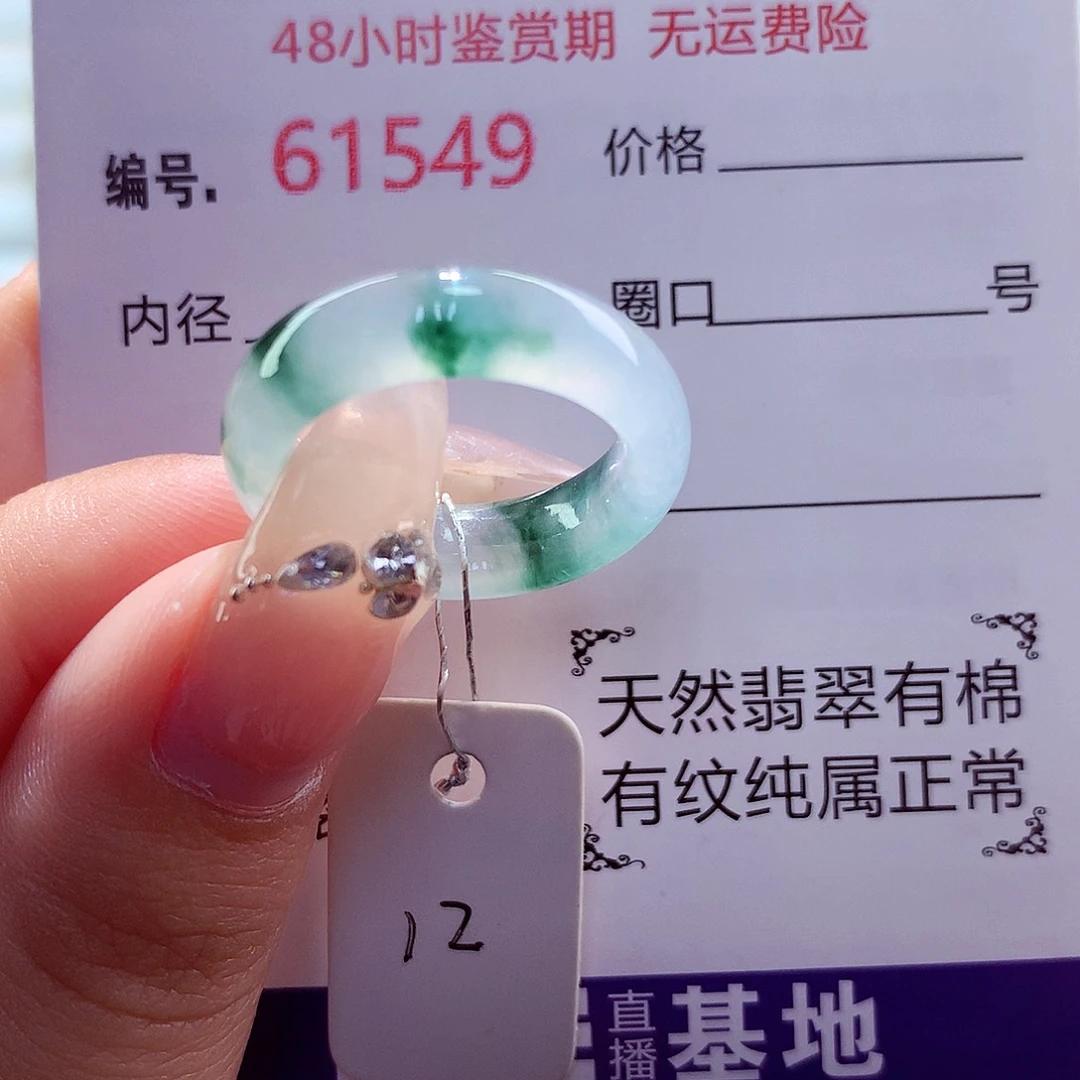 48小时鉴赏期 无运费险
编号. 61549 价格
内径 圈口 号
天然翡翠有棉
有纹纯属正常
12
直播 基地